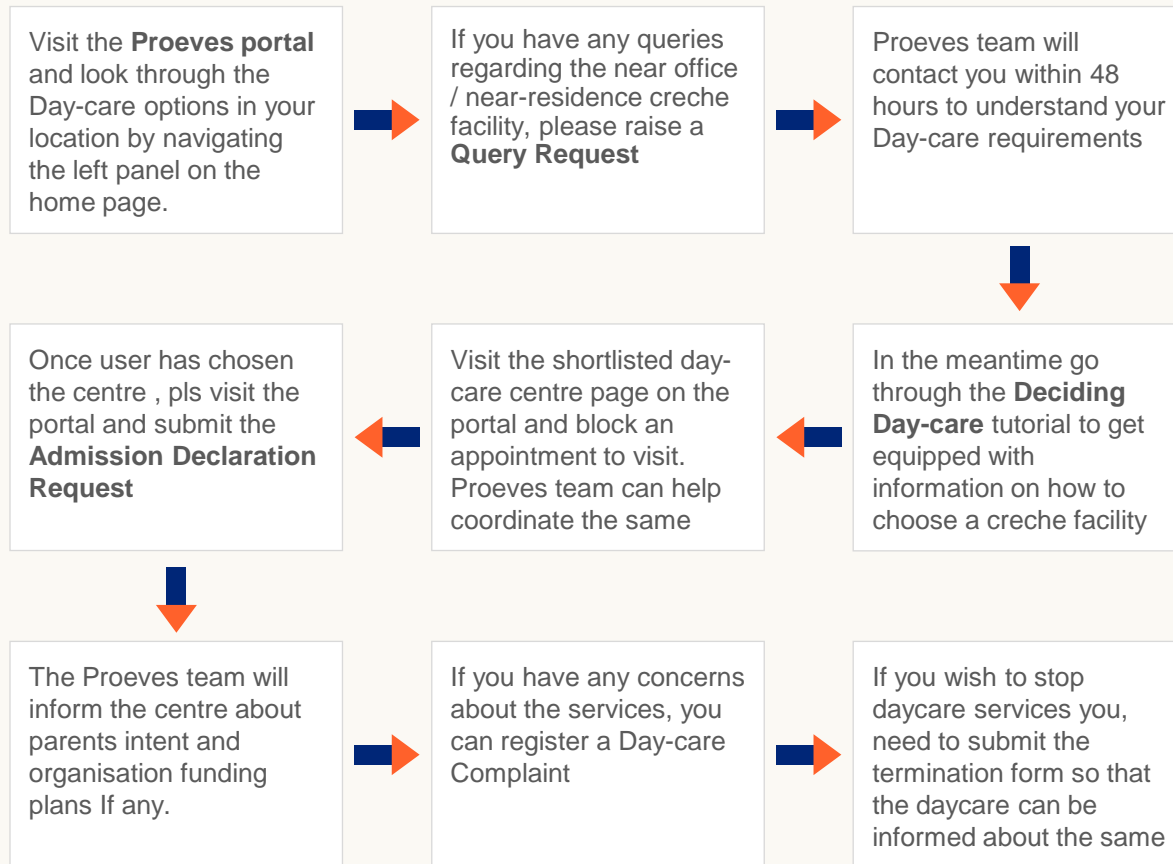 Visit the Proeves portal
and look through the
Day-care options in your
location by navigating
the left panel on the
home page.
If you have any queries
regarding the near office
/ near-residence creche
facility, please raise a
Query Request
Proeves team will
contact you within 48
hours to understand your
Day-care requirements
In the meantime go
through the Deciding
Day-care tutorial to get
equipped with
information on how to
choose a creche facility
Visit the shortlisted day-
care centre page on the
portal and block an
appointment to visit.
Proeves team can help
coordinate the same
Once user has chosen
the centre , pls visit the
portal and submit the
Admission Declaration
Request
The Proeves team will
inform the centre about
parents intent and
organisation funding
plans If any.
If you have any concerns
about the services, you
can register a Day-care
Complaint
If you wish to stop
daycare services you,
need to submit the
termination form so that
the daycare can be
informed about the same